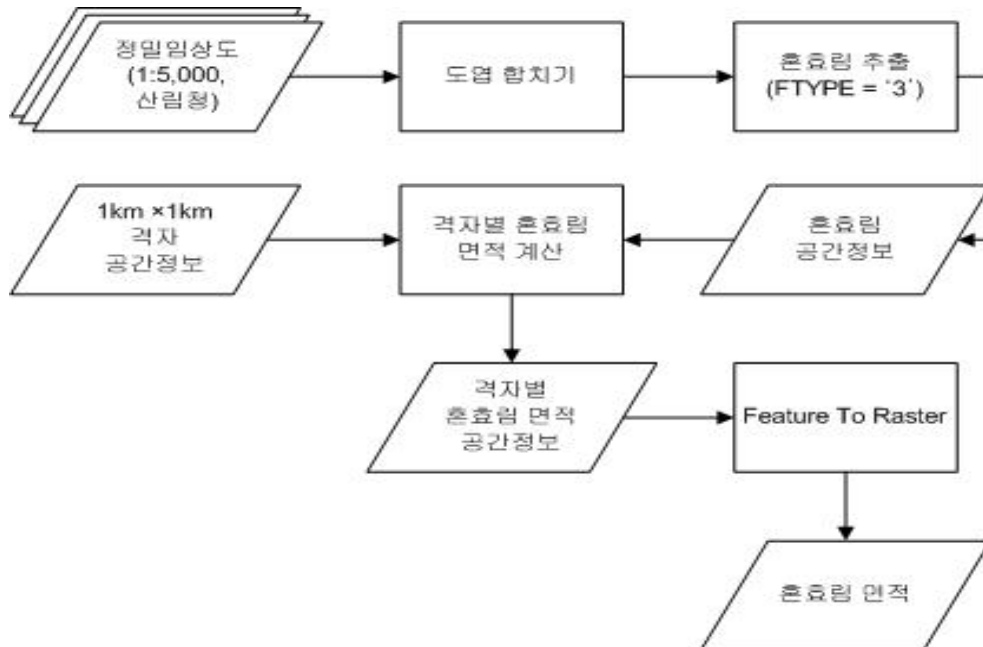 정밀임상도
(1:5,000,
산림청)
도엽 합치기
혼효림 추출
(FTYPE = '3')
1km ×1km
격자
공간정보
격자별 혼효림
면적 계산
혼효림
공간정보
격자별
혼효림 면적
공간정보
Feature To Raster
혼효림 면적